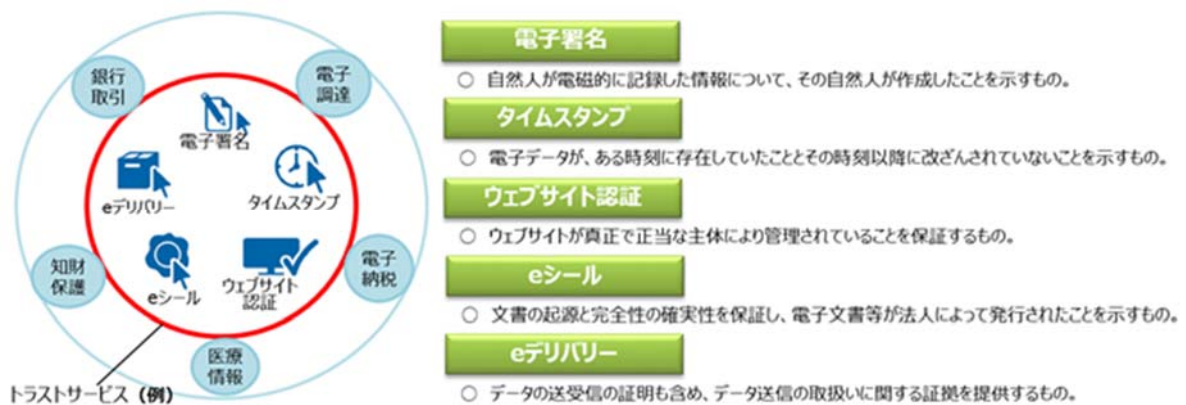 銀行
取引
電子
調達
電子署名
eデリバリー
タイムスタンプ
eシール
ウェブサイト
認証
知財
保護
電子
納税
医療
情報
トラストサービス（例）
電子署名
○ 自然人が電磁的に記録した情報について、その自然人が作成したことを示すもの。
タイムスタンプ
○ 電子データが、ある時刻に存在していたこととその時刻以降に改ざんされていないことを示すもの。
ウェブサイト認証
○ ウェブサイトが真正で正当な主体により管理されていることを保証するもの。
eシール
○ 文書の起源と完全性の確実性を保証し、電子文書等が法人によって発行されたことを示すもの。
eデリバリー
○ データの送受信の証明も含め、データ送信の取扱いに関する証拠を提供するもの。